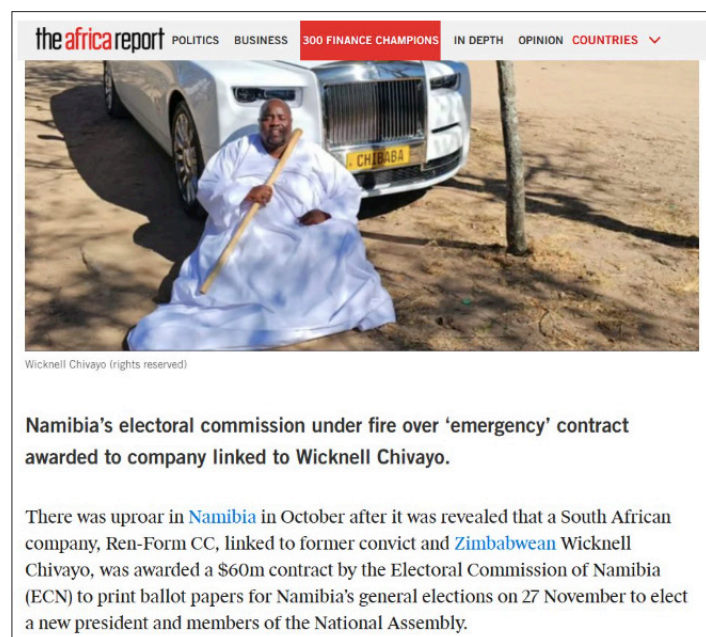 the africa report POLITICS BUSINESS 300 FINANCE CHAMPIONS IN DEPTH OPINION COUNTRIES
CHIBABA
Wicknell Chivayo (rights reserved)
Namibia’s electoral commission under fire over ‘emergency’ contract
awarded to company linked to Wicknell Chivayo.
There was uproar in Namibia in October after it was revealed that a South African
company, Ren-Form CC, linked to former convict and Zimbabwean Wicknell
Chivayo, was awarded a $60m contract by the Electoral Commission of Namibia
(ECN) to print ballot papers for Namibia’s general elections on 27 November to elect
a new president and members of the National Assembly.